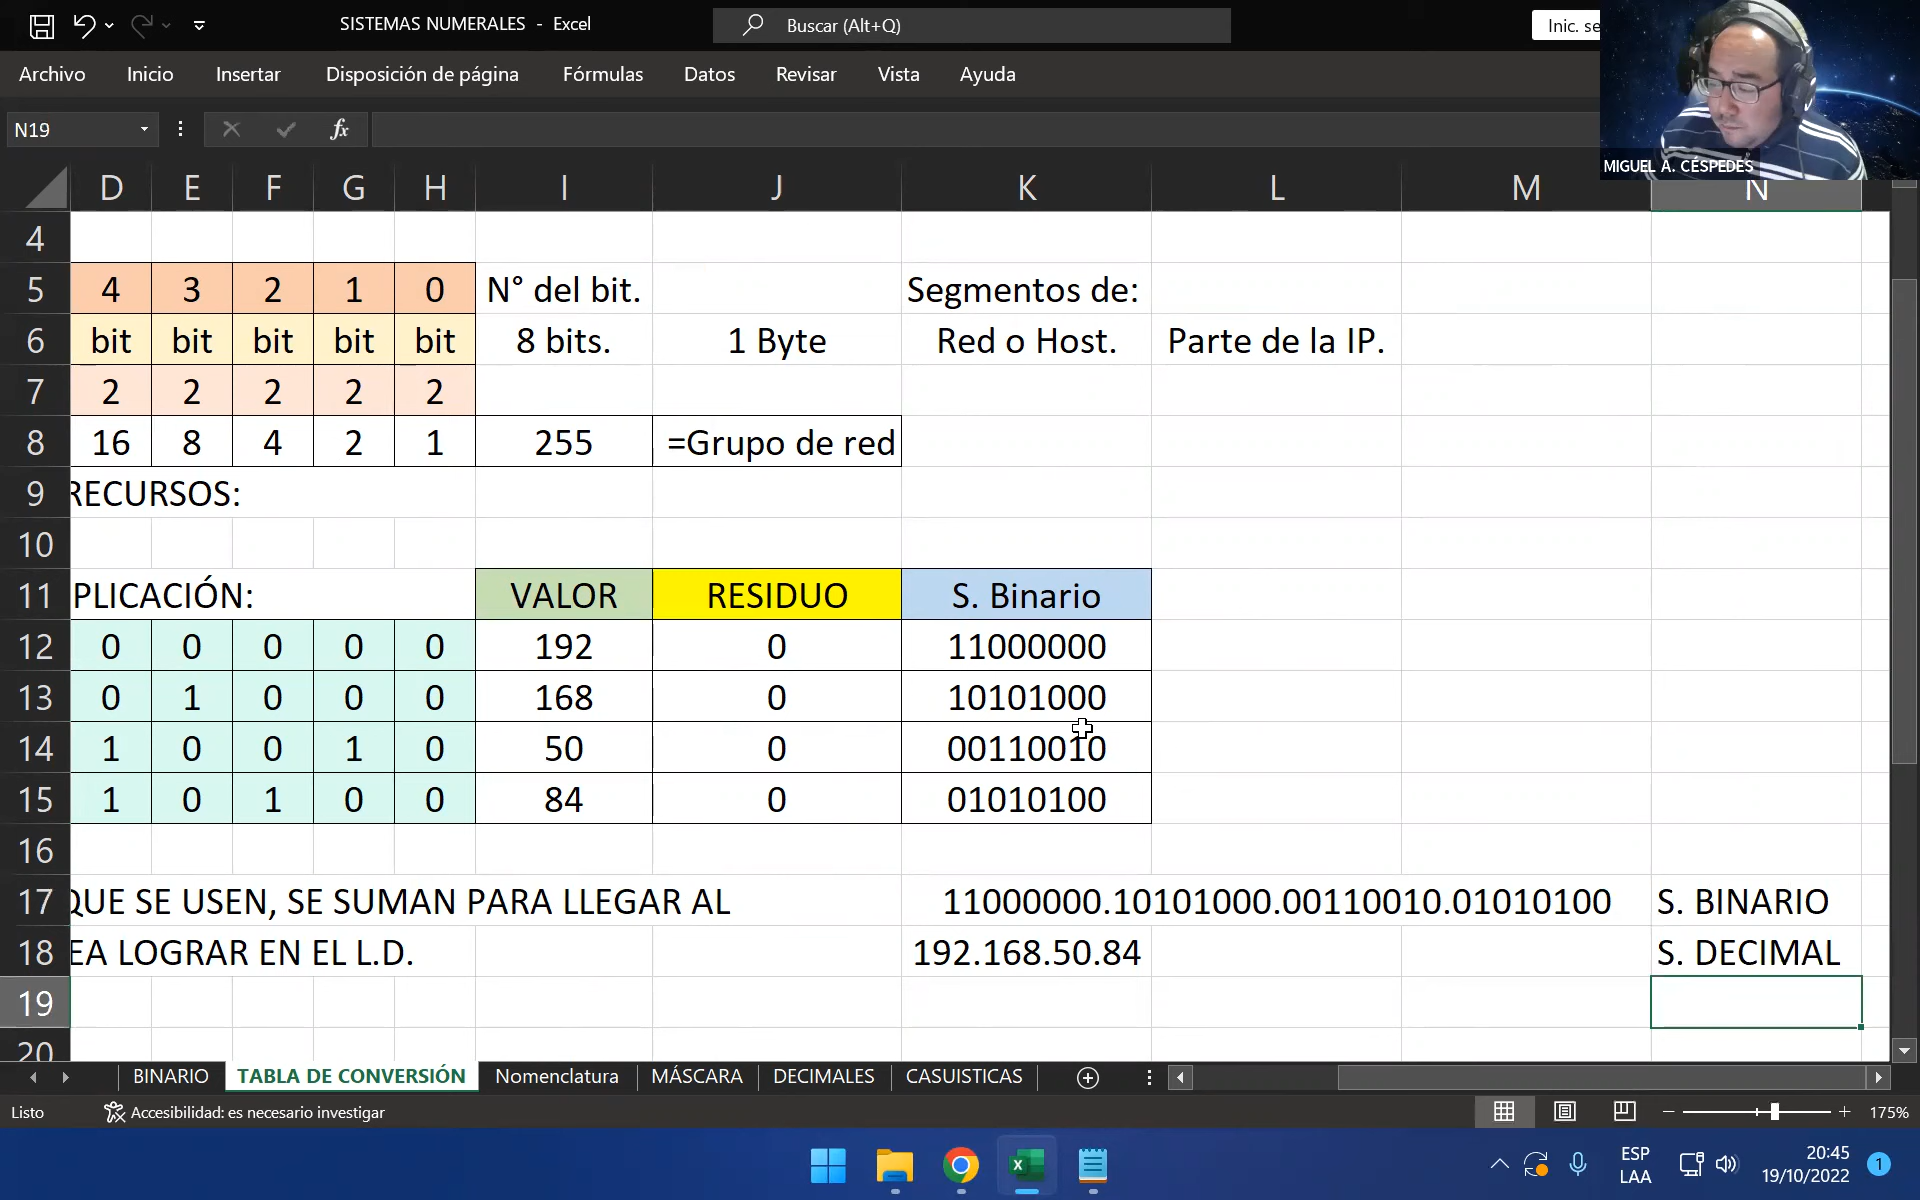 SISTEMAS NUMERALES - Excel
Buscar (Alt+Q)
Inic. se
Archivo Inicio Insertar Disposición de página Fórmulas Datos Revisar Vista Ayuda
MIGUEL A. CÉSPEDES
N19 fx
D E F G H I J K L M N
4
5 4 3 2 1 0 N° del bit. Segmentos de:
6 bit bit bit bit bit 8 bits. 1 Byte Red o Host. Parte de la IP.
7 2 2 2 2 2
8 16 8 4 2 1 255 =Grupo de red
9 RECURSOS:
10
11 PLICACIÓN: VALOR RESIDUO S. Binario
12 0 0 0 0 0 192 0 11000000
13 0 1 0 0 0 168 0 10101000
14 1 0 0 1 0 50 0 00110010
15 1 0 1 0 0 84 0 01010100
16
17 QUE SE USEN, SE SUMAN PARA LLEGAR AL 11000000.10101000.00110010.01010100 S. BINARIO
18 EA LOGRAR EN EL L.D. 192.168.50.84 S. DECIMAL
19
20
BINARIO TABLA DE CONVERSIÓN Nomenclatura MÁSCARA DECIMALES CASUISTICAS
Listo Accesibilidad: es necesario investigar 175%
ESP 20:45
LAA 19/10/2022 1